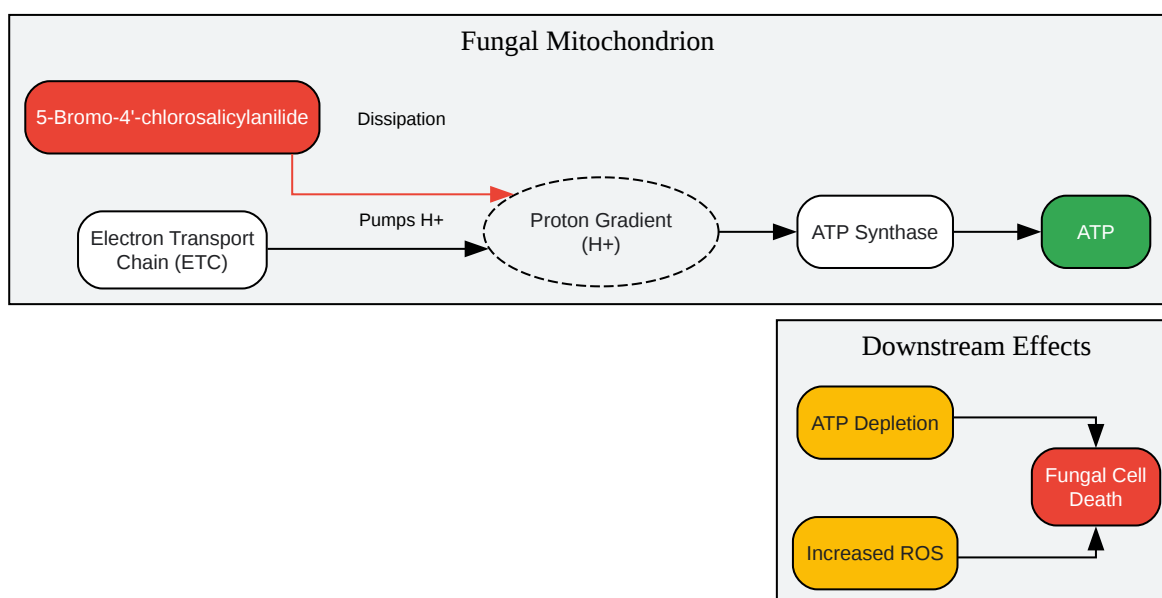 Fungal Mitochondrion
5-Bromo-4'-chlorosalicylanilide
Dissipation
Pumps H+
Electron Transport
Chain (ETC)
Proton Gradient
(H+)
ATP Synthase
ATP
Downstream Effects
ATP Depletion
Fungal Cell
Death
Increased ROS